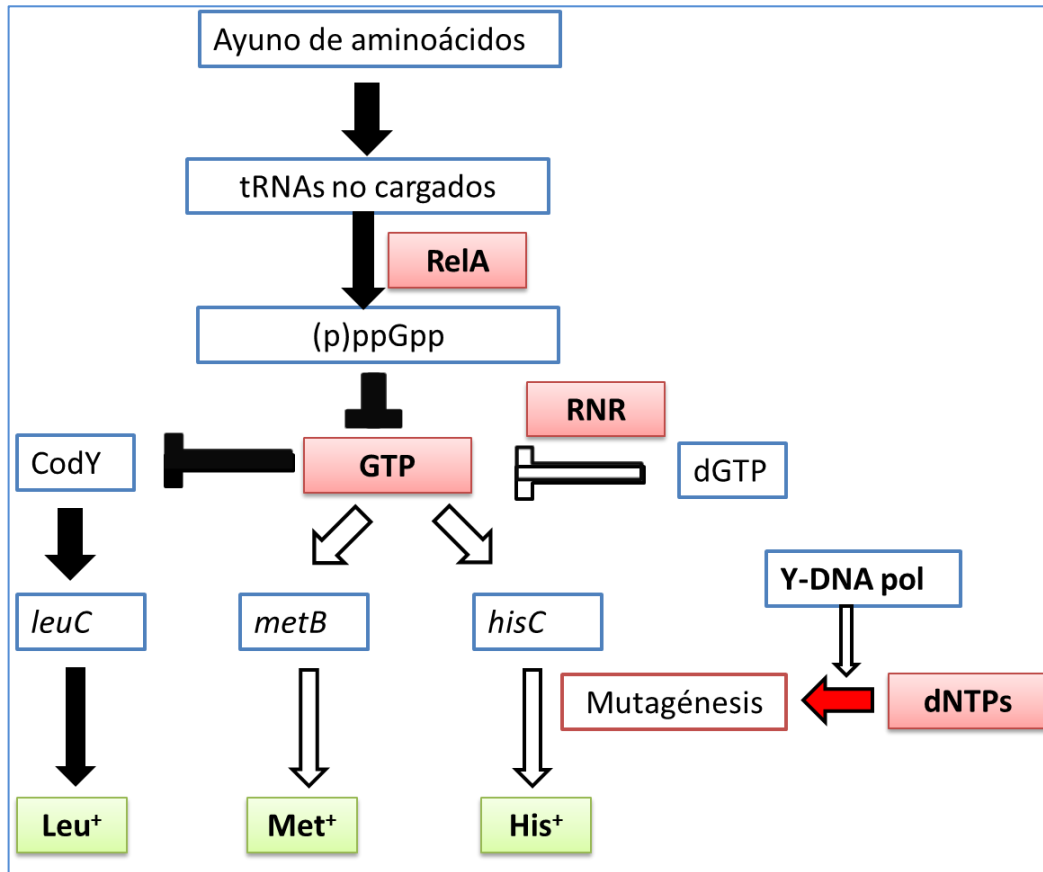 Ayuno de aminoácidos
tRNAs no cargados
RelA
(p)ppGpp
RNR
CodY
GTP
dGTP
Y-DNA pol
leuC
metB
hisC
Mutagénesis
dNTPs
Leu⁺
Met⁺
His⁺